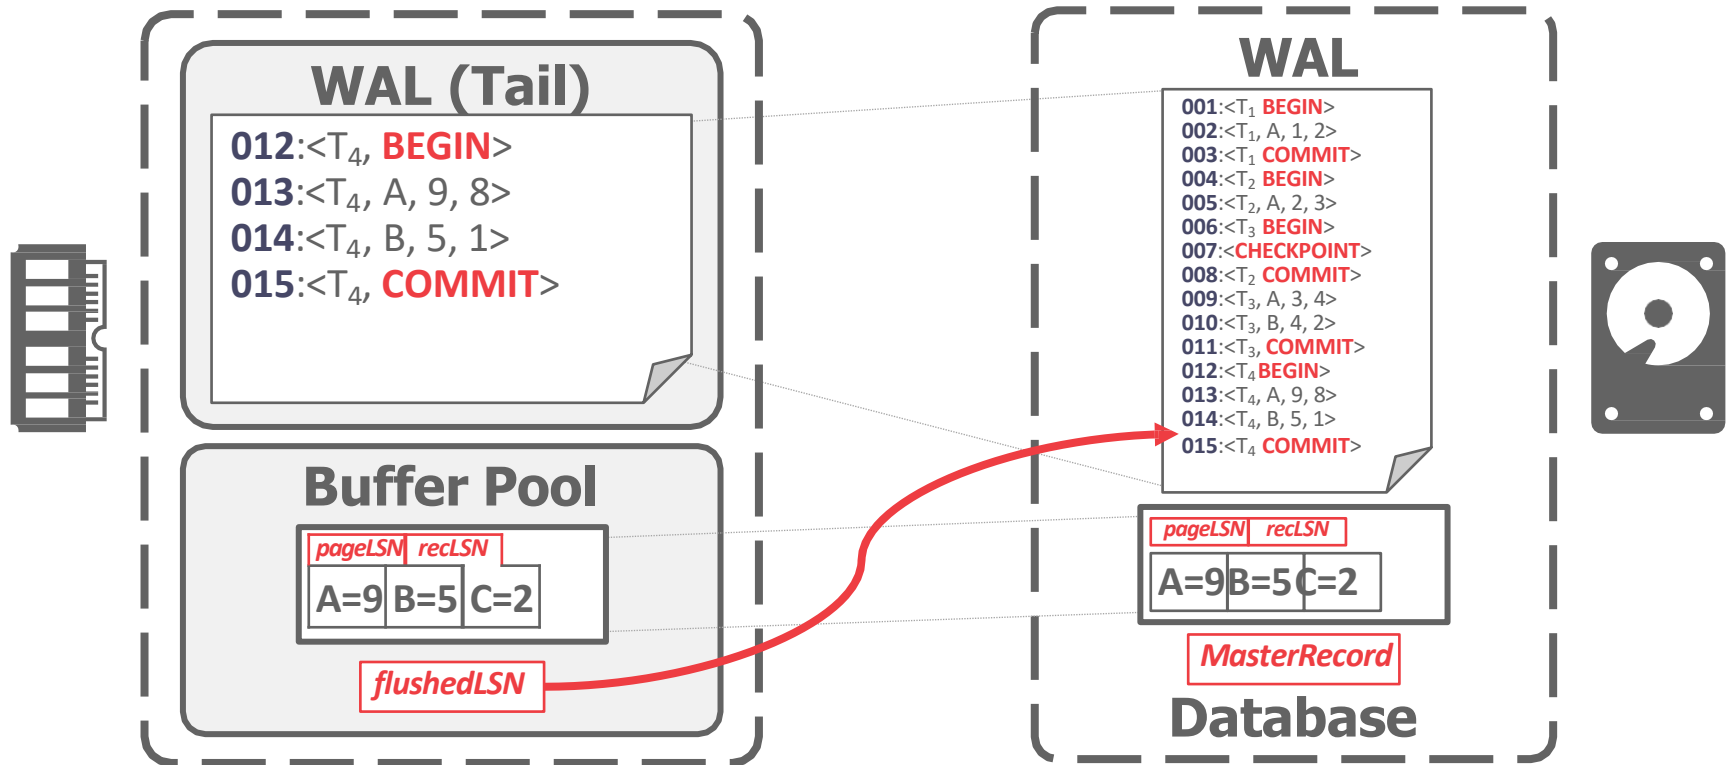 WAL (Tail)
012:<T₄, BEGIN>
013:<T₄, A, 9, 8>
014:<T₄, B, 5, 1>
015:<T₄, COMMIT>
Buffer Pool
pageLSN recLSN
A=9 B=5 C=2
flushedLSN
WAL
001:<T₁ BEGIN>
002:<T₁, A, 1, 2>
003:<T₁ COMMIT>
004:<T₂ BEGIN>
005:<T₂, A, 2, 3>
006:<T₃ BEGIN>
007:<CHECKPOINT>
008:<T₂ COMMIT>
009:<T₃, A, 3, 4>
010:<T₃, B, 4, 2>
011:<T₃, COMMIT>
012:<T₄ BEGIN>
013:<T₄, A, 9, 8>
014:<T₄, B, 5, 1>
015:<T₄ COMMIT>
pageLSN recLSN
A=9 B=5 C=2
MasterRecord
Database